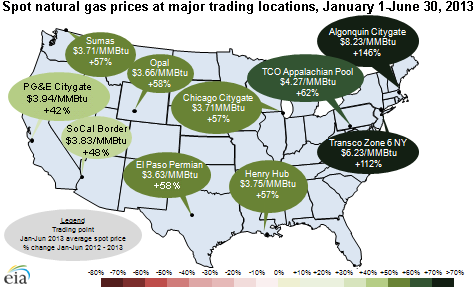 Spot natural gas prices at major trading locations, January 1-June 30, 2013
Algonquin Citygate
$8.23/MMBtu
+146%
Sumas
$3.71/MMBtu
+57%
Opal
$3.66/MMBtu
+58%
TCO Appalachian Pool
$4.27/MMBtu
+62%
PG&E Citygate
$3.94/MMBtu
+42%
Chicago Citygate
$3.71MMBtu
+57%
SoCal Border
$3.83/MMBtu
+48%
Transco Zone 6 NY
$6.23/MMBtu
+112%
El Paso Permian
$3.63/MMBtu
+58%
Henry Hub
$3.75/MMBtu
+57%
Legend
Trading point
Jan-Jun 2013 average spot price
% change Jan-Jun 2012 - 2013
eia
-80% -70% -60% -50% -40% -30% -20% -10% 0% +10% +20% +30% +40% +50% +60% >70%